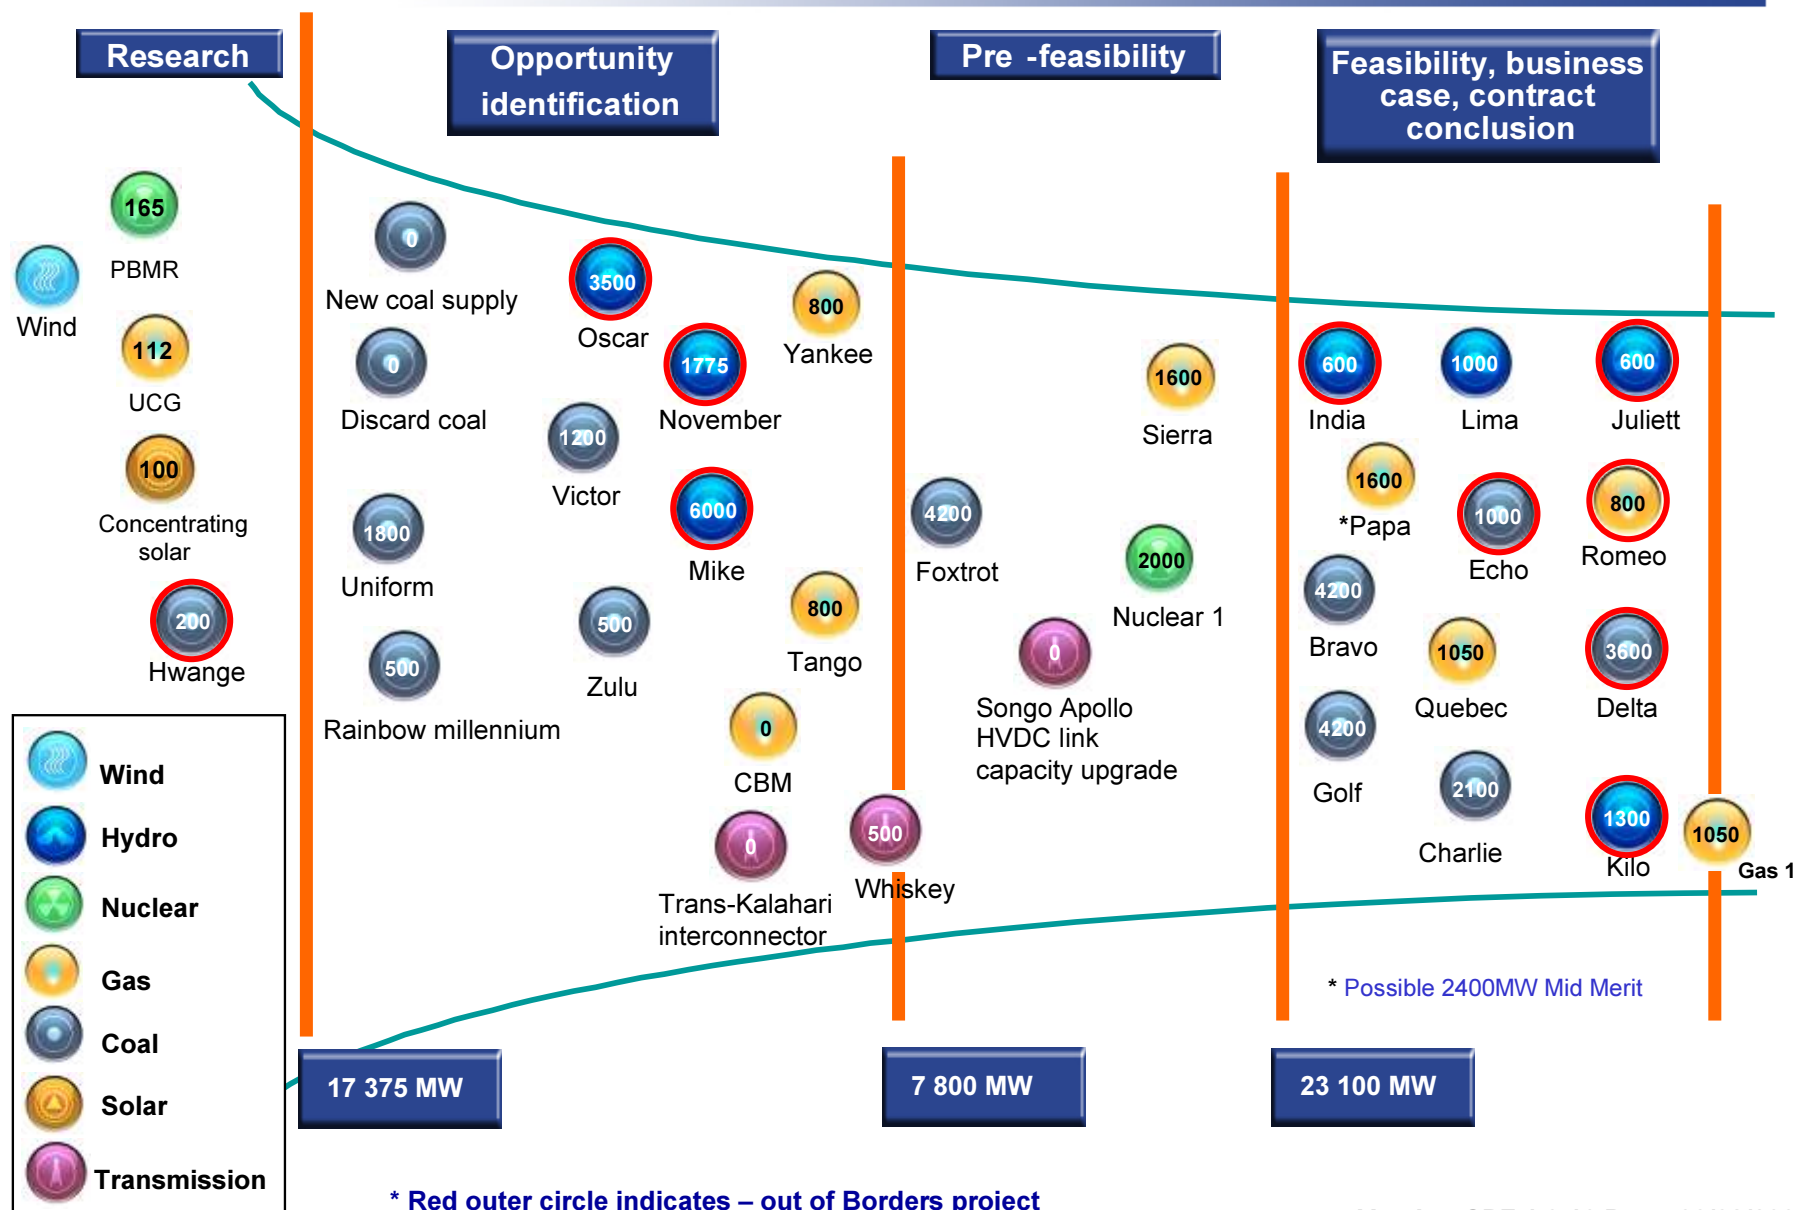 Research
Opportunity
identification
Pre -feasibility
Feasibility, business
case, contract
conclusion
165
PBMR
Wind
112
UCG
100
Concentrating
solar
200
Hwange
0
New coal supply
0
Discard coal
1800
Uniform
500
Rainbow millennium
3500
Oscar
1775
November
1200
Victor
6000
Mike
500
Zulu
800
Yankee
800
Tango
0
CBM
0
Trans-Kalahari
interconnector
500
Whiskey
1600
Sierra
4200
Foxtrot
2000
Nuclear 1
0
Songo Apollo
HVDC link
capacity upgrade
600
India
1000
Lima
600
Juliett
1600
*Papa
1000
Echo
800
Romeo
4200
Bravo
1050
Quebec
3600
Delta
4200
Golf
2100
Charlie
1300
Kilo
1050
Gas 1
* Possible 2400MW Mid Merit
Wind
Hydro
Nuclear
Gas
Coal
Solar
Transmission
17 375 MW
7 800 MW
23 100 MW
* Red outer circle indicates – out of Borders project